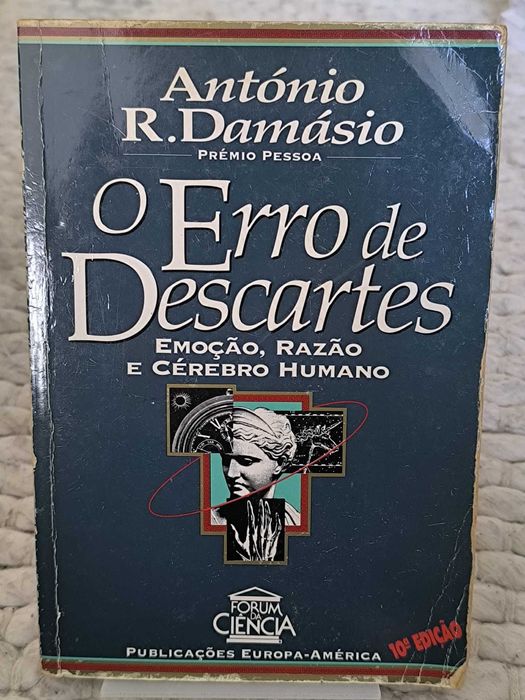 António
R. Damásio
PRÉMIO PESSOA
O Erro de
Descartes
EMOÇÃO, RAZÃO
E CÉREBRO HUMANO
FORUM
DA
CIÊNCIA
10ª EDIÇÃO
PUBLICAÇÕES EUROPA-AMÉRICA